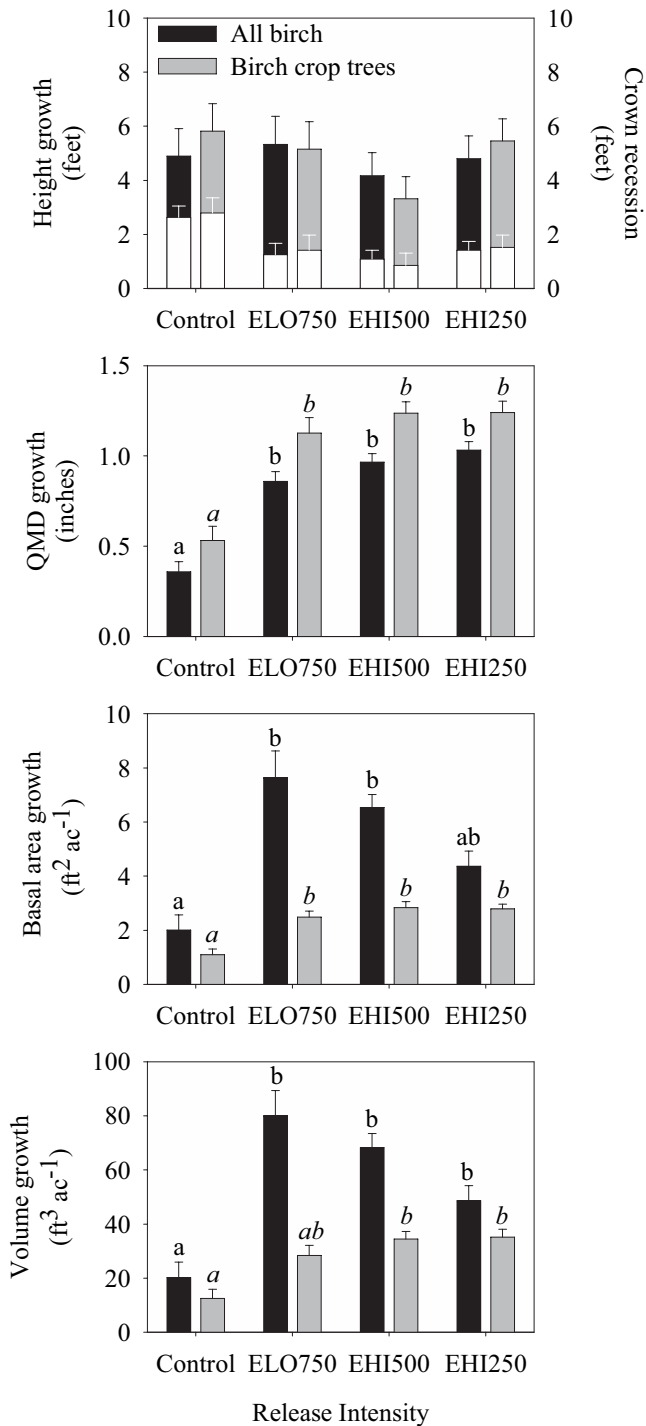 All birch
Birch crop trees
Height growth
(feet)
Crown recession
(feet)
10
8
6
4
2
0
10
8
6
4
2
0
Control ELO750 EHI500 EHI250
QMD growth
(inches)
1.5
1.0
0.5
0.0
a a b b b b b b
Control ELO750 EHI500 EHI250
Basal area growth
(ft2 ac-1)
10
8
6
4
2
0
a a b b b b ab b
Control ELO750 EHI500 EHI250
Volume growth
(ft3 ac-1)
100
80
60
40
20
0
a a b ab b b b b
Control ELO750 EHI500 EHI250
Release Intensity